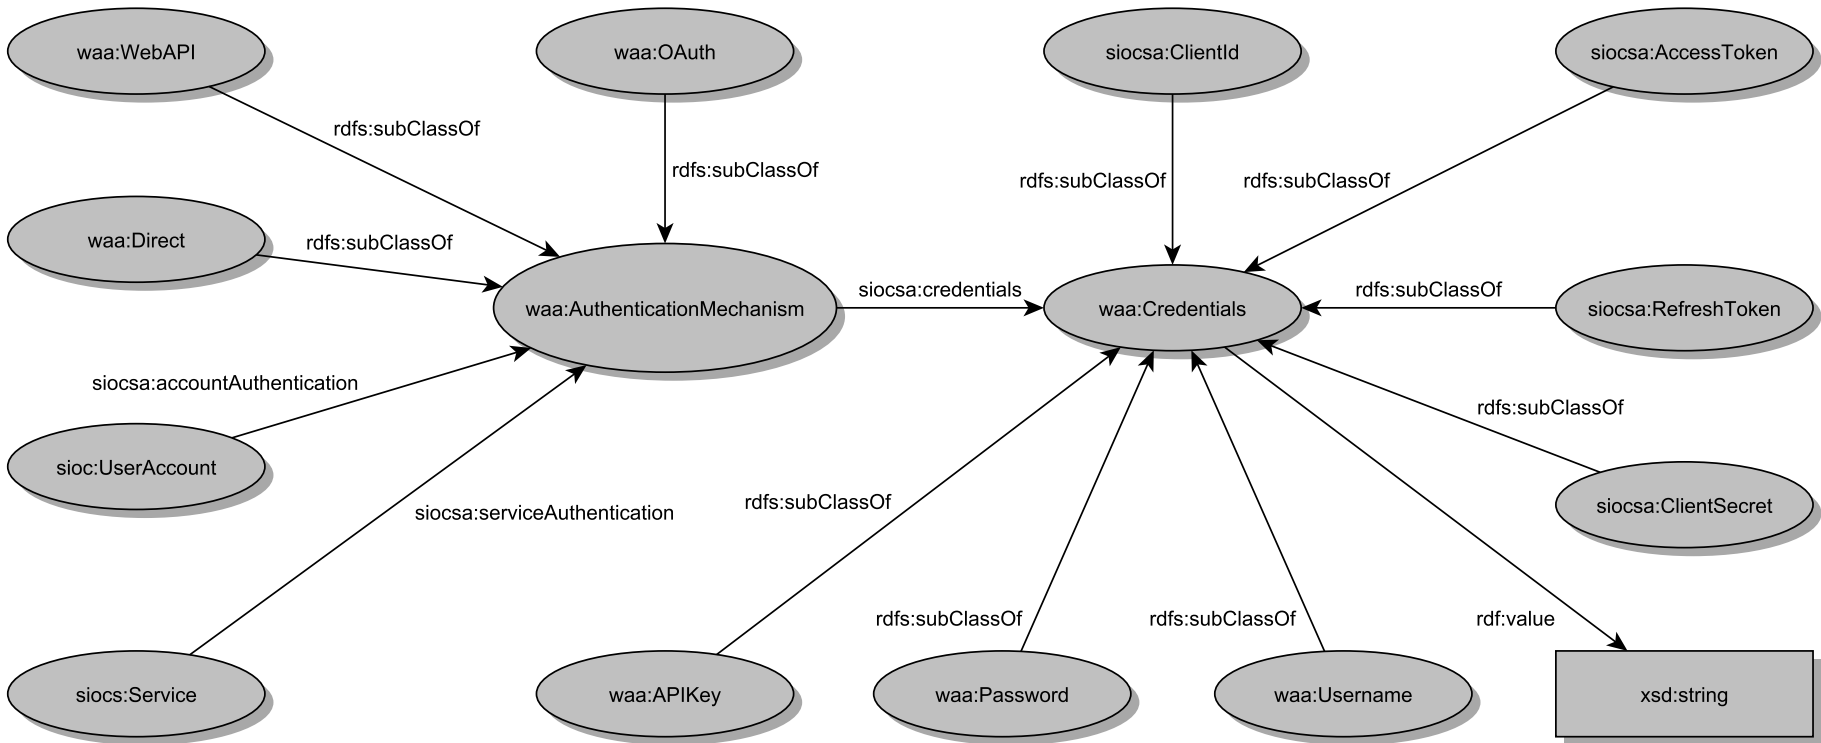 waa:WebAPI
waa:OAuth
siocsa:ClientId
siocsa:AccessToken
rdfs:subClassOf
rdfs:subClassOf
rdfs:subClassOf
rdfs:subClassOf
waa:Direct
rdfs:subClassOf
waa:AuthenticationMechanism
siocsa:credentials
waa:Credentials
rdfs:subClassOf
siocsa:RefreshToken
siocsa:accountAuthentication
rdfs:subClassOf
sioc:UserAccount
rdfs:subClassOf
siocsa:serviceAuthentication
siocsa:ClientSecret
rdfs:subClassOf
rdfs:subClassOf
rdf:value
siocs:Service
waa:APIKey
waa:Password
waa:Username
xsd:string